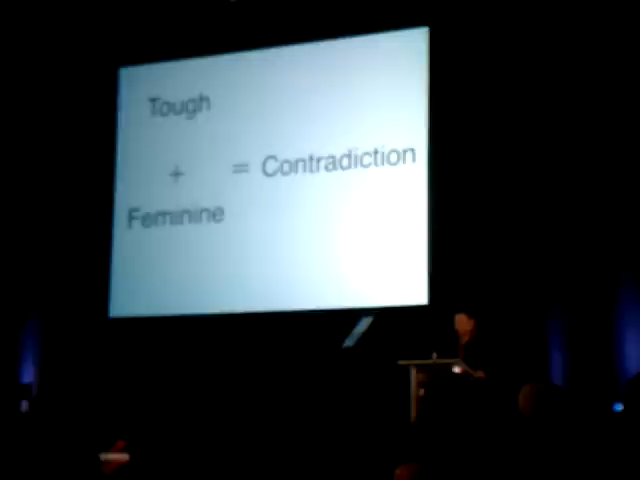 Tough
+
= Contradiction
Feminine